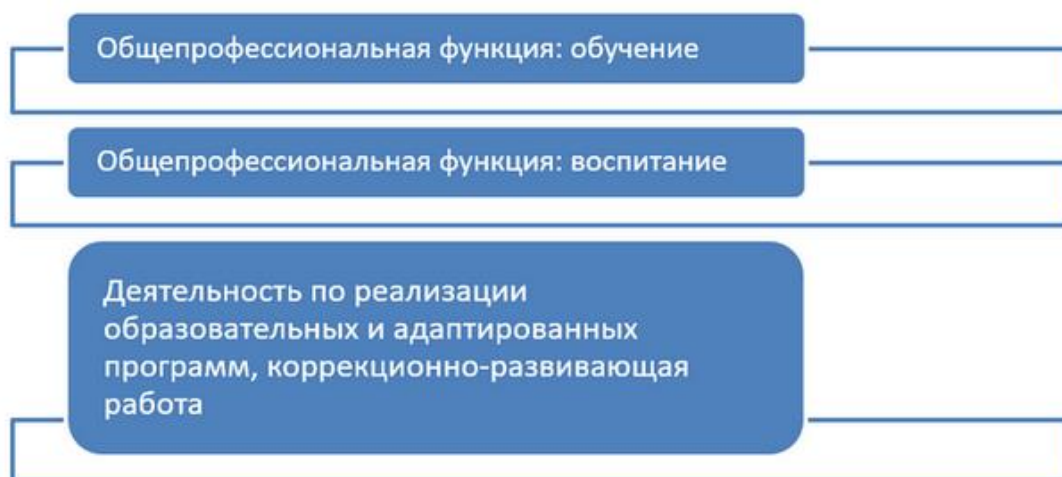 Общепрофессиональная функция: обучение
Общепрофессиональная функция: воспитание
Деятельность по реализации
образовательных и адаптированных
программ, коррекционно-развивающая
работа